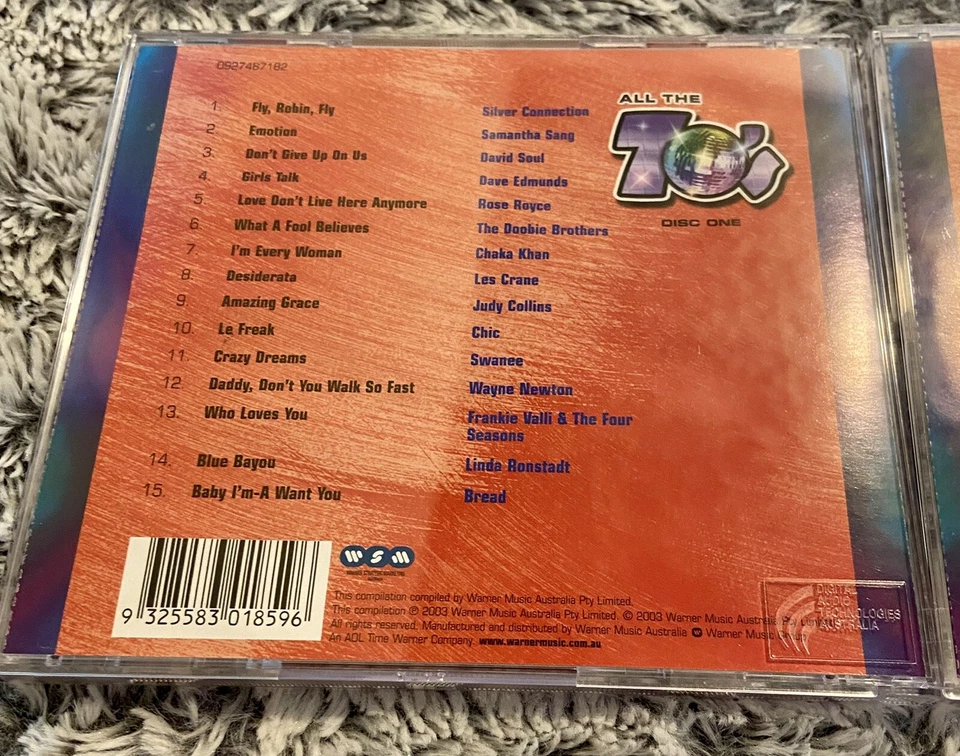 0927487182
ALL THE
70's
DISC ONE
1. Fly, Robin, Fly Silver Connection
2. Emotion Samantha Sang
3. Don't Give Up On Us David Soul
4. Girls Talk Dave Edmunds
5. Love Don't Live Here Anymore Rose Royce
6. What A Fool Believes The Doobie Brothers
7. I'm Every Woman Chaka Khan
8. Desiderata Les Crane
9. Amazing Grace Judy Collins
10. Le Freak Chic
11. Crazy Dreams Swanee
12. Daddy, Don't You Walk So Fast Wayne Newton
13. Who Loves You Frankie Valli & The Four
Seasons
14. Blue Bayou Linda Ronstadt
15. Baby I'm-A Want You Bread
9 325583 018596
WSM
This compilation compiled by Warner Music Australia Pty Limited.
This compilation ℗ 2003 Warner Music Australia Pty Limited. © 2003 Warner Music Australia Pty Limited.
All rights reserved. Manufactured and distributed by Warner Music Australia Warner Music Group
An AOL Time Warner Company. www.warnermusic.com.au
DIGITAL
AUDIO
TECHNOLOGIES
AUSTRALIA